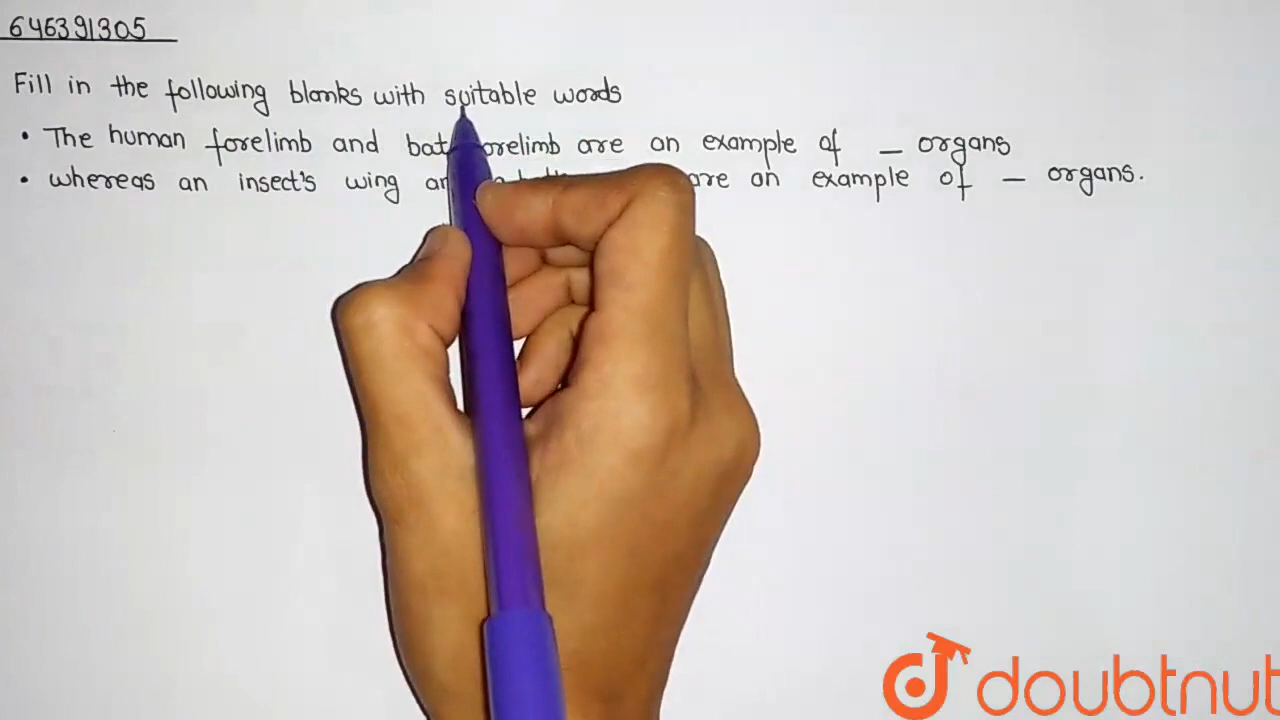 646391305
Fill in the following blanks with suitable words
• The human forelimb and bat forelimb are an example of _ organs
• whereas an insect's wing are an example of _ organs.
doubtnut